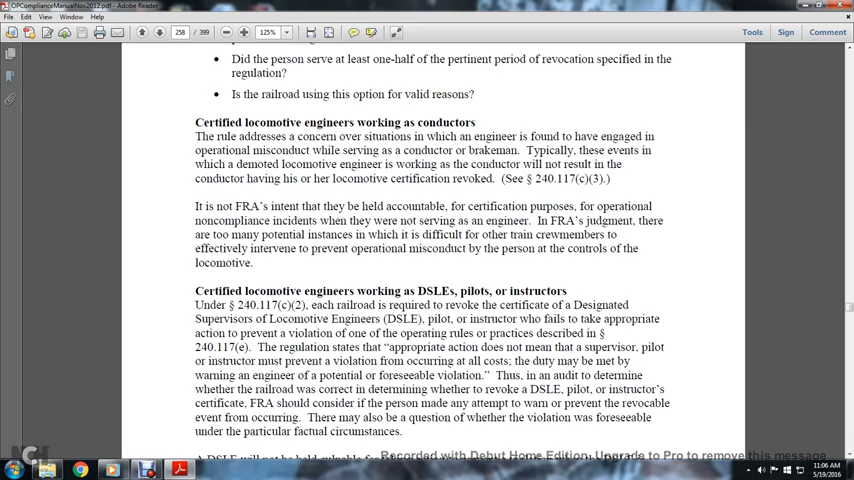 OPComplianceManualNov2012.pdf - Adobe Reader
File Edit View Window Help
258 / 399 125% Tools Sign Comment
• Did the person serve at least one-half of the pertinent period of revocation specified in the
regulation?
• Is the railroad using this option for valid reasons?
Certified locomotive engineers working as conductors
The rule addresses a concern over situations in which an engineer is found to have engaged in
operational misconduct while serving as a conductor or brakeman. Typically, these events in
which a demoted locomotive engineer is working as the conductor will not result in the
conductor having his or her locomotive certification revoked. (See § 240.117(c)(3).)
It is not FRA's intent that they be held accountable, for certification purposes, for operational
noncompliance incidents when they were not serving as an engineer. In FRA's judgment, there
are too many potential instances in which it is difficult for other train crewmembers to
effectively intervene to prevent operational misconduct by the person at the controls of the
locomotive.
Certified locomotive engineers working as DSLEs, pilots, or instructors
Under § 240.117(c)(2), each railroad is required to revoke the certificate of a Designated
Supervisors of Locomotive Engineers (DSLE), pilot, or instructor who fails to take appropriate
action to prevent a violation of one of the operating rules or practices described in §
240.117(e). The regulation states that “appropriate action does not mean that a supervisor, pilot
or instructor must prevent a violation from occurring at all costs; the duty may be met by
warning an engineer of a potential or foreseeable violation.” Thus, in an audit to determine
whether the railroad was correct in determining whether to revoke a DSLE, pilot, or instructor's
certificate, FRA should consider if the person made any attempt to warn or prevent the revocable
event from occurring. There may also be a question of whether the violation was foreseeable
under the particular factual circumstances.
A DSLE will not be held culpable
Recorded with Debut Home Edition. Upgrade to Pro to remove this message
NCH
11:06 AM
5/19/2016